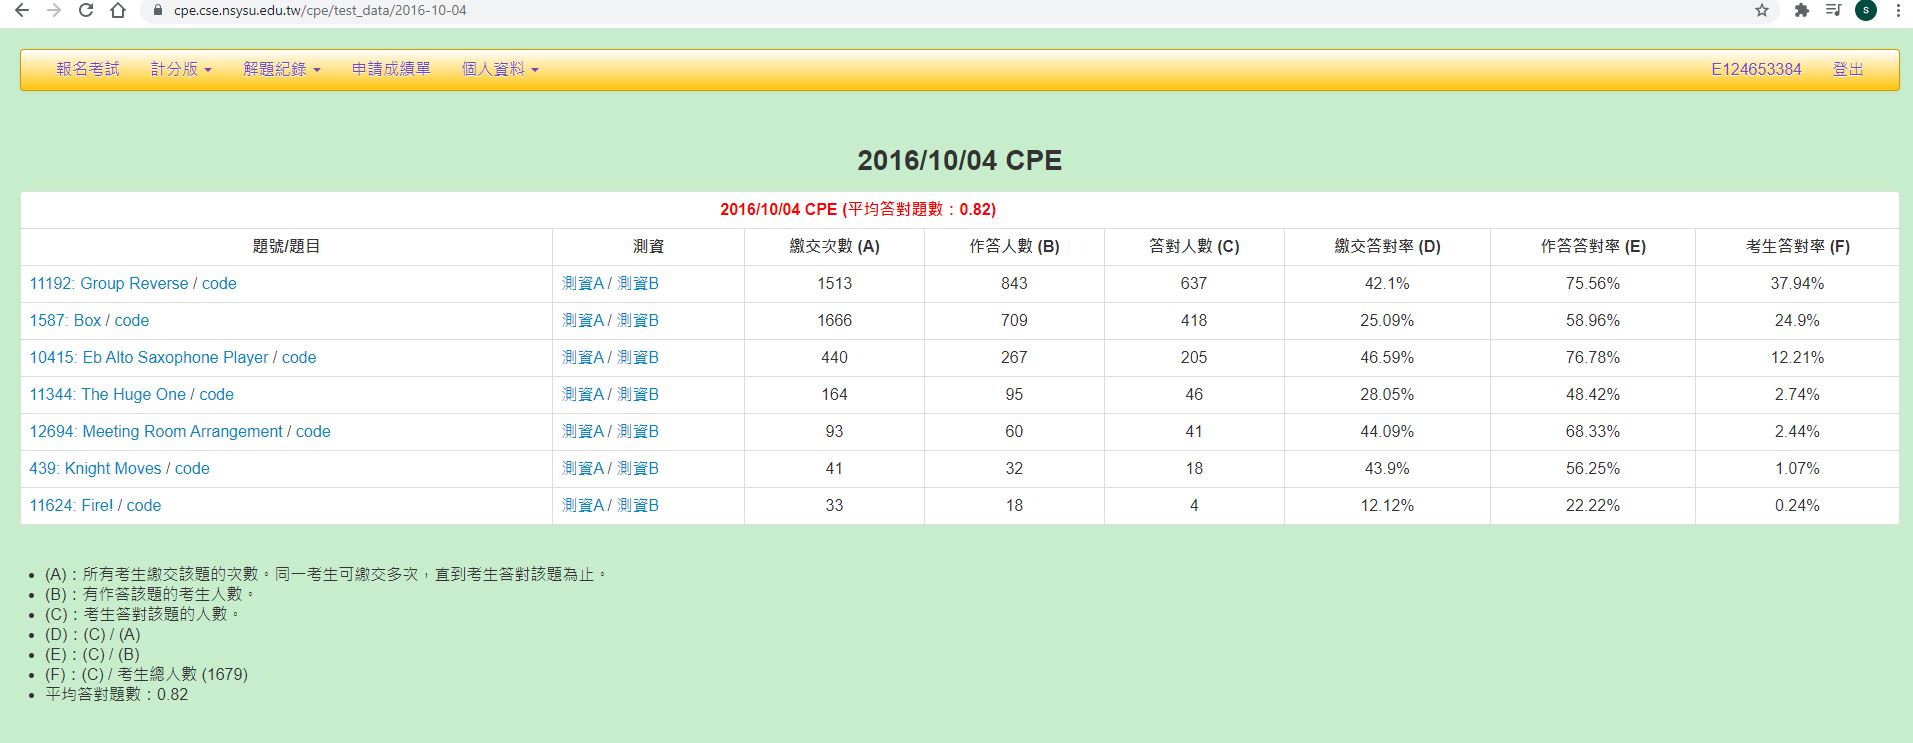 cpe.cse.nsysu.edu.tw/cpe/test_data/2016-10-04
S
報名考試 計分版 解題紀錄 申請成績單 個人資料 E124653384 登出
2016/10/04 CPE
2016/10/04 CPE (平均答對題數：0.82)
題號/題目 測資 繳交次數 (A) 作答人數 (B) 答對人數 (C) 繳交答對率 (D) 作答答對率 (E) 考生答對率 (F)
11192: Group Reverse / code 測資A / 測資B 1513 843 637 42.1% 75.56% 37.94%
1587: Box / code 測資A / 測資B 1666 709 418 25.09% 58.96% 24.9%
10415: Eb Alto Saxophone Player / code 測資A / 測資B 440 267 205 46.59% 76.78% 12.21%
11344: The Huge One / code 測資A / 測資B 164 95 46 28.05% 48.42% 2.74%
12694: Meeting Room Arrangement / code 測資A / 測資B 93 60 41 44.09% 68.33% 2.44%
439: Knight Moves / code 測資A / 測資B 41 32 18 43.9% 56.25% 1.07%
11624: Fire! / code 測資A / 測資B 33 18 4 12.12% 22.22% 0.24%
(A)：所有考生繳交該題的次數。同一考生可繳交多次，直到考生答對該題為止。
(B)：有作答該題的考生人數。
(C)：考生答對該題的人數。
(D)：(C) / (A)
(E)：(C) / (B)
(F)：(C) / 考生總人數 (1679)
平均答對題數：0.82